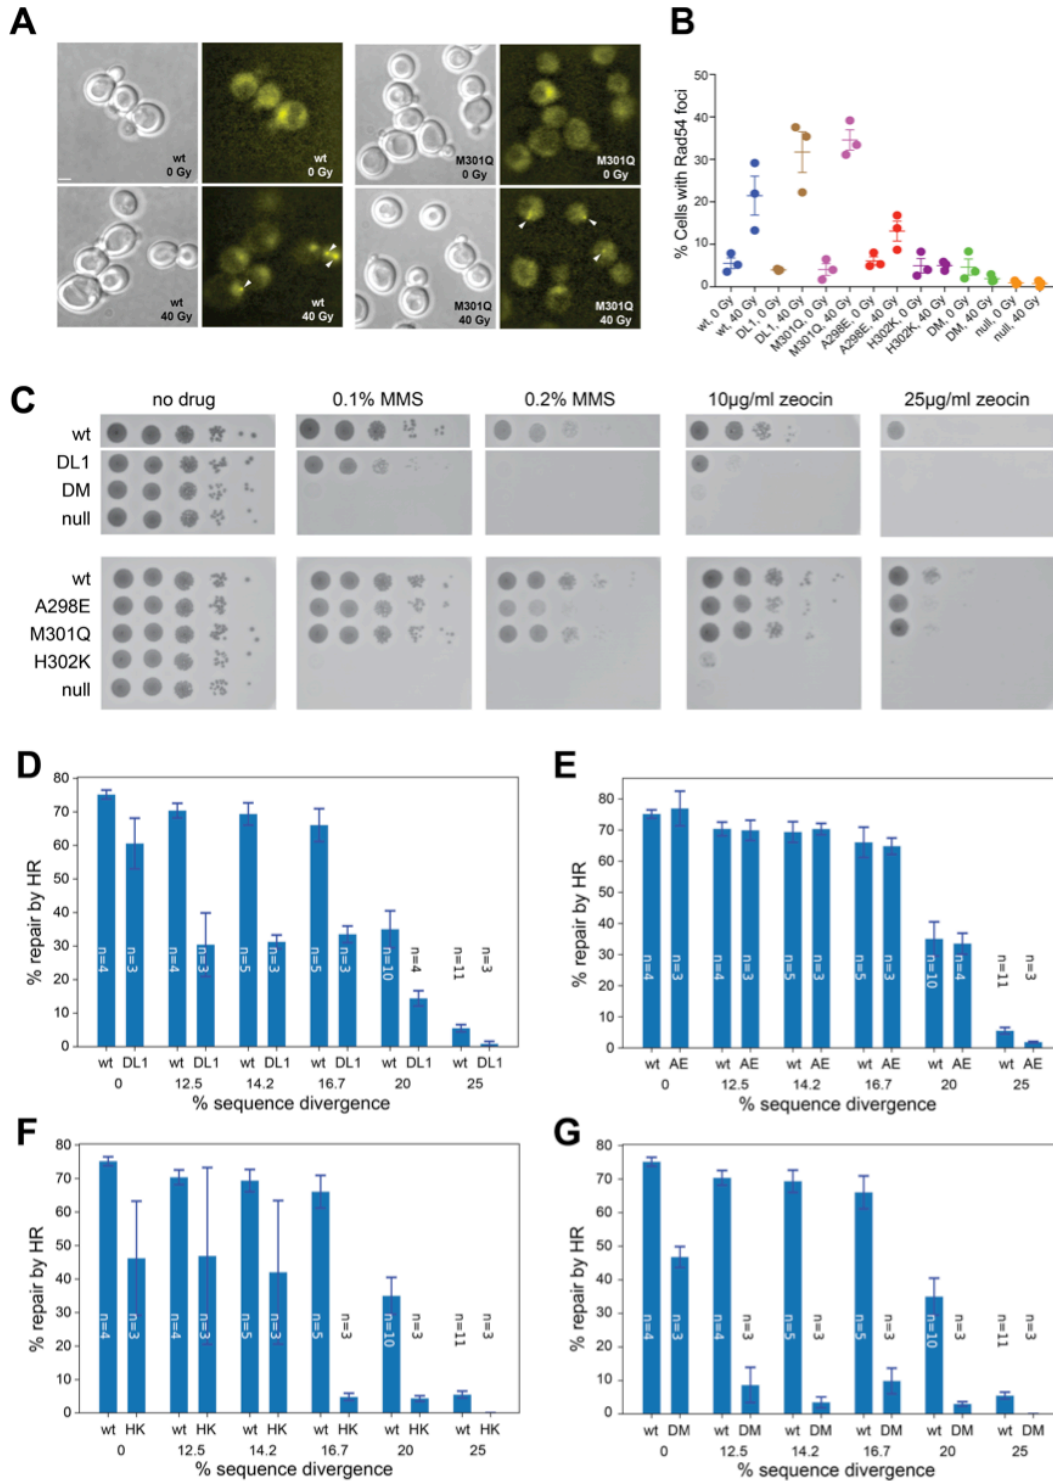 A
wt
0 Gy
wt
0 Gy
M301Q
0 Gy
M301Q
0 Gy
wt
40 Gy
wt
40 Gy
M301Q
40 Gy
M301Q
40 Gy
B
% Cells with Rad54 foci
50
40
30
20
10
0
wt, 0 Gy
wt, 40 Gy
DL1, 0 Gy
DL1, 40 Gy
M301Q, 0 Gy
M301Q, 40 Gy
A298E, 0 Gy
A298E, 40 Gy
H302K, 0 Gy
H302K, 40 Gy
DM, 0 Gy
DM, 40 Gy
null, 0 Gy
null, 40 Gy
C
no drug 0.1% MMS 0.2% MMS 10µg/ml zeocin 25µg/ml zeocin
wt
DL1
DM
null
wt
A298E
M301Q
H302K
null
D
% repair by HR
80
70
60
50
40
30
20
10
0
n=4 n=3 n=4 n=3 n=5 n=3 n=5 n=3 n=10 n=4 n=11 n=3
wt DL1 wt DL1 wt DL1 wt DL1 wt DL1 wt DL1
0 12.5 14.2 16.7 20 25
% sequence divergence
E
% repair by HR
80
70
60
50
40
30
20
10
0
n=4 n=3 n=4 n=3 n=5 n=3 n=5 n=3 n=10 n=4 n=11 n=3
wt AE wt AE wt AE wt AE wt AE wt AE
0 12.5 14.2 16.7 20 25
% sequence divergence
F
% repair by HR
80
70
60
50
40
30
20
10
0
n=4 n=3 n=4 n=3 n=5 n=3 n=5 n=3 n=10 n=3 n=11 n=3
wt HK wt HK wt HK wt HK wt HK wt HK
0 12.5 14.2 16.7 20 25
% sequence divergence
G
% repair by HR
80
70
60
50
40
30
20
10
0
n=4 n=3 n=4 n=3 n=5 n=3 n=5 n=3 n=10 n=3 n=11 n=3
wt DM wt DM wt DM wt DM wt DM wt DM
0 12.5 14.2 16.7 20 25
% sequence divergence